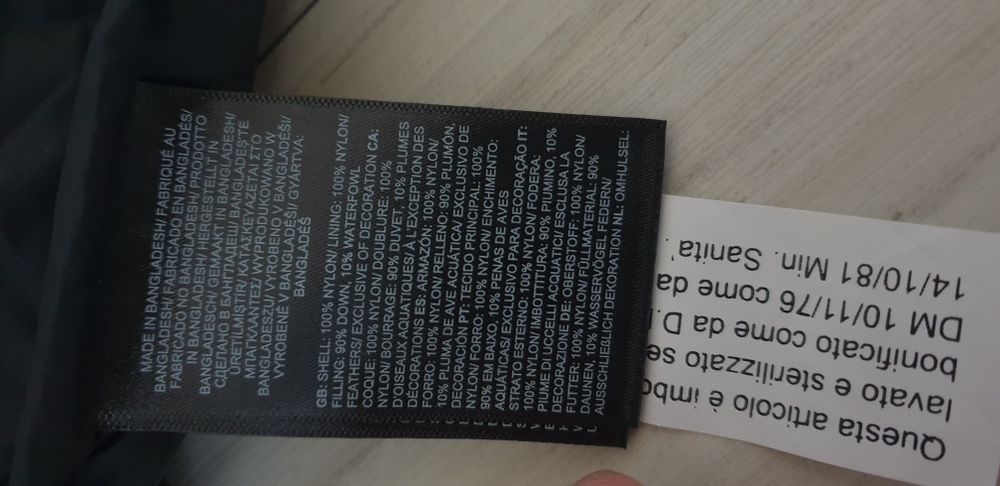 MADE IN BANGLADESH/ FABRIQUÉ AU
BANGLADESH/ FABRICADO EN BANGLADÉS/
FABRICADO NO BANGLADESH/ PRODOTTO
IN BANGLADESH/ HERGESTELLT IN
BANGLADESCH/ GEMAAKT IN BANGLADESH/
СДЕЛАНО В БАНГЛАДЕШ/ BANGLADEŞ'TE
ÜRETİLMİŞTİR/ ΚΑΤΑΣΚΕΥΑΖΕΤΑΙ ΣΤΟ
ΜΠΑΓΚΛΑΝΤΕΣ/ WYPRODUKOWANO W
BANGLADESZU/ VYROBENO V BANGLADÉŠI/
VYROBENÉ V BANGLADÉŠI/ GYÁRTVA:
BANGLADÉŠ
GB SHELL: 100% NYLON/ LINING: 100% NYLON/
FILLING: 90% DOWN, 10% WATERFOWL
FEATHERS/ EXCLUSIVE OF DECORATION CA:
COQUE: 100% NYLON/ DOUBLURE: 100%
NYLON/ BOURRAGE: 90% DUVET, 10% PLUMES
D'OISEAUX AQUATIQUES/ À L'EXCEPTION DES
DÉCORATIONS ES: ARMAZÓN: 100% NYLON/
FORRO: 100% NYLON/ RELLENO: 90% PLUMÓN,
10% PLUMA DE AVE ACUÁTICA/ EXCLUSIVO DE
DECORACIÓN PT: TECIDO PRINCIPAL: 100%
NYLON/ FORRO: 100% NYLON/ ENCHIMENTO:
90% EM BAIXO, 10% PENAS DE AVES
AQUÁTICAS/ EXCLUSIVO PARA DECORAÇÃO IT:
STRATO ESTERNO: 100% NYLON/ FODERA:
100% NYLON/ IMBOTTITURA: 90% PIUMINO, 10%
PIUME DI UCCELLI ACQUATICI/ ESCLUSA LA
DECORAZIONE DE: OBERSTOFF: 100% NYLON/
FUTTER: 100% NYLON/ FÜLLMATERIAL: 90%
DAUNEN, 10% WASSERVOGELFEDERN/
AUSSCHIEßLICH DEKORATION NL: OMHULSEL:
Questa articolo è
lavato e sterilizzato
bonificato come da
DM 10/11/76 come da
14/10/81 Min. Sanita'.